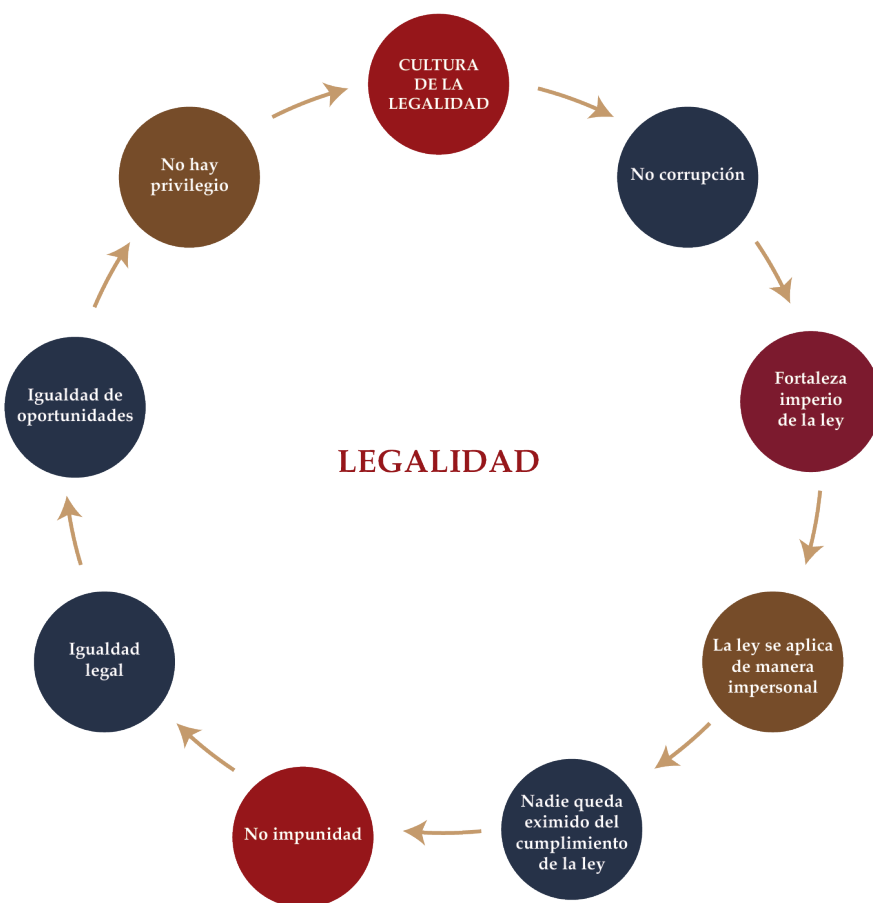 CULTURA
DE LA
LEGALIDAD
No corrupción
Fortaleza
imperio
de la ley
La ley se aplica
de manera
impersonal
Nadie queda
eximido del
cumplimiento
de la ley
No impunidad
Igualdad
legal
Igualdad de
oportunidades
No hay
privilegio
LEGALIDAD